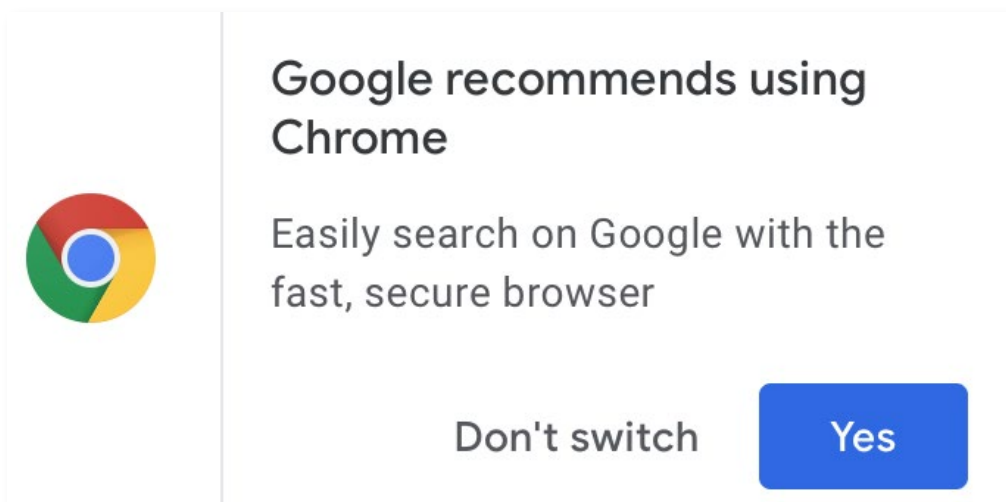 Google recommends using
Chrome
Easily search on Google with the
fast, secure browser
Don't switch
Yes